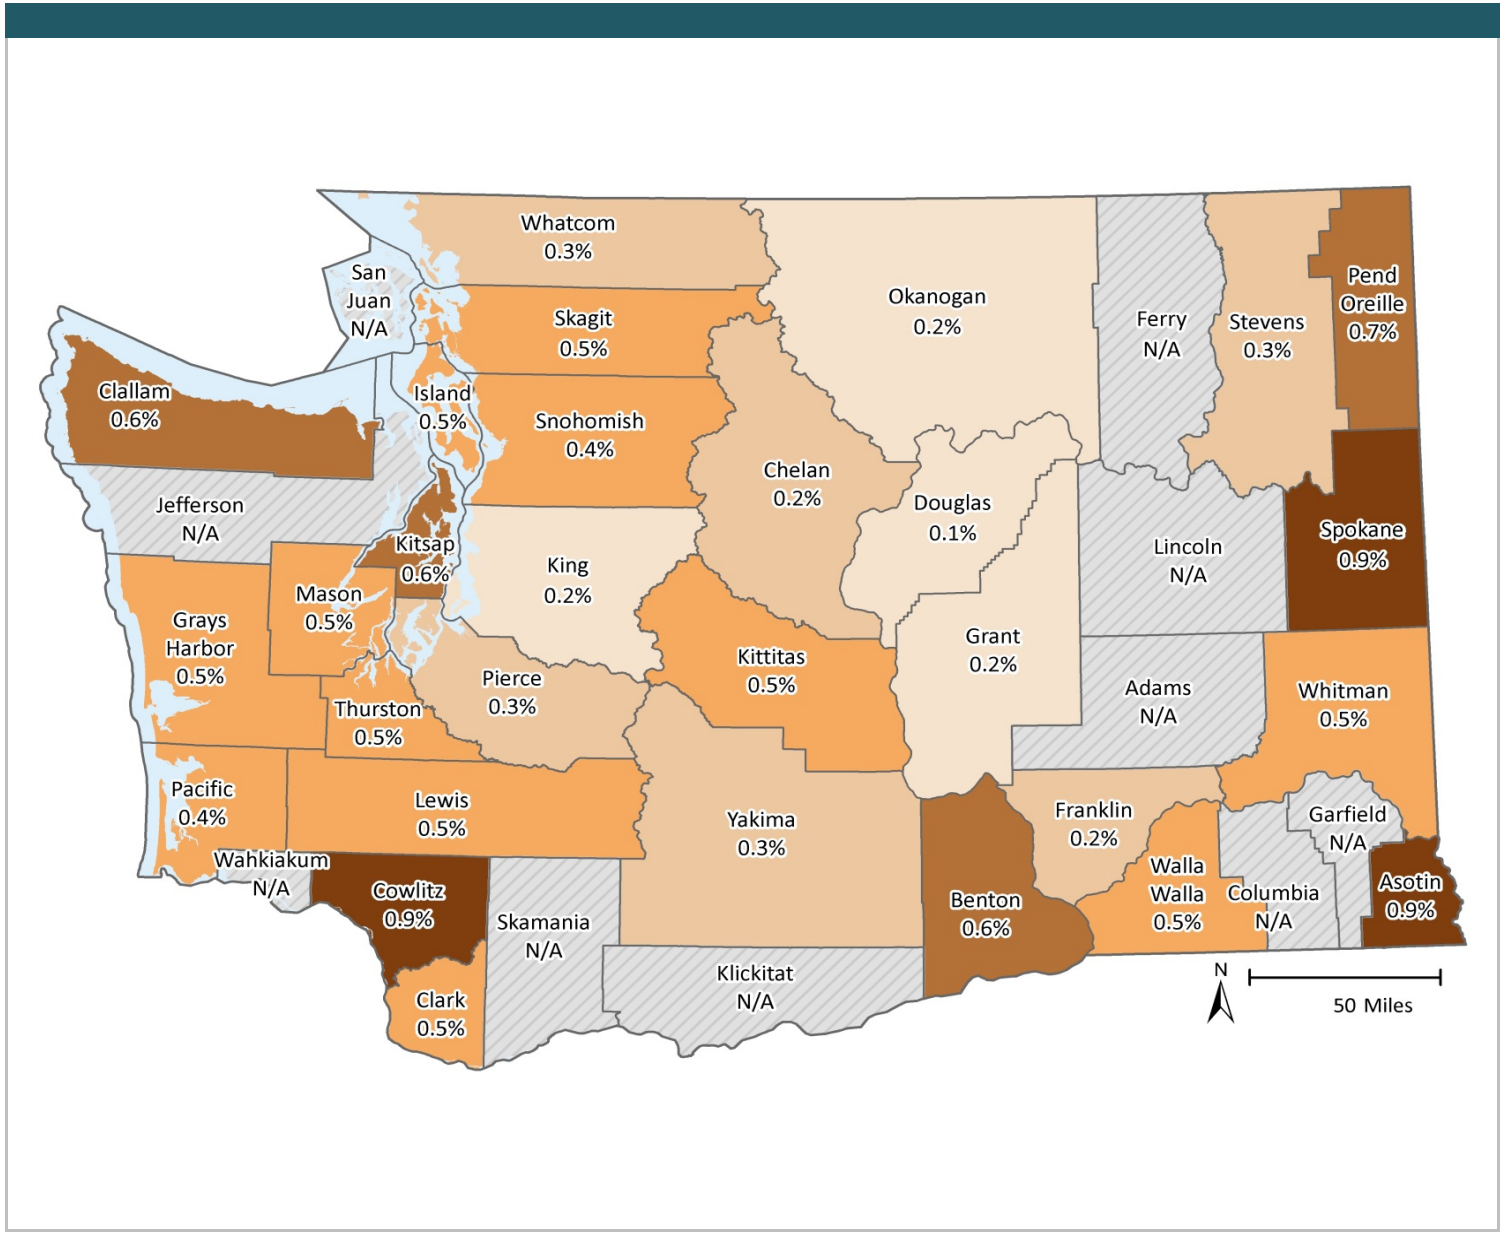 Whatcom
0.3%
San
Juan
N/A
Skagit
0.5%
Okanogan
0.2%
Ferry
N/A
Stevens
0.3%
Pend
Oreille
0.7%
Clallam
0.6%
Island
0.5%
Snohomish
0.4%
Chelan
0.2%
Douglas
0.1%
Jefferson
N/A
Kitsap
0.6%
King
0.2%
Lincoln
N/A
Spokane
0.9%
Mason
0.5%
Grays
Harbor
0.5%
Kittitas
0.5%
Grant
0.2%
Adams
N/A
Whitman
0.5%
Pierce
0.3%
Thurston
0.5%
Pacific
0.4%
Lewis
0.5%
Yakima
0.3%
Franklin
0.2%
Garfield
N/A
Wahkiakum
N/A
Cowlitz
0.9%
Skamania
N/A
Benton
0.6%
Walla
Walla
0.5%
Columbia
N/A
Asotin
0.9%
Klickitat
N/A
Clark
0.5%
N
50 Miles